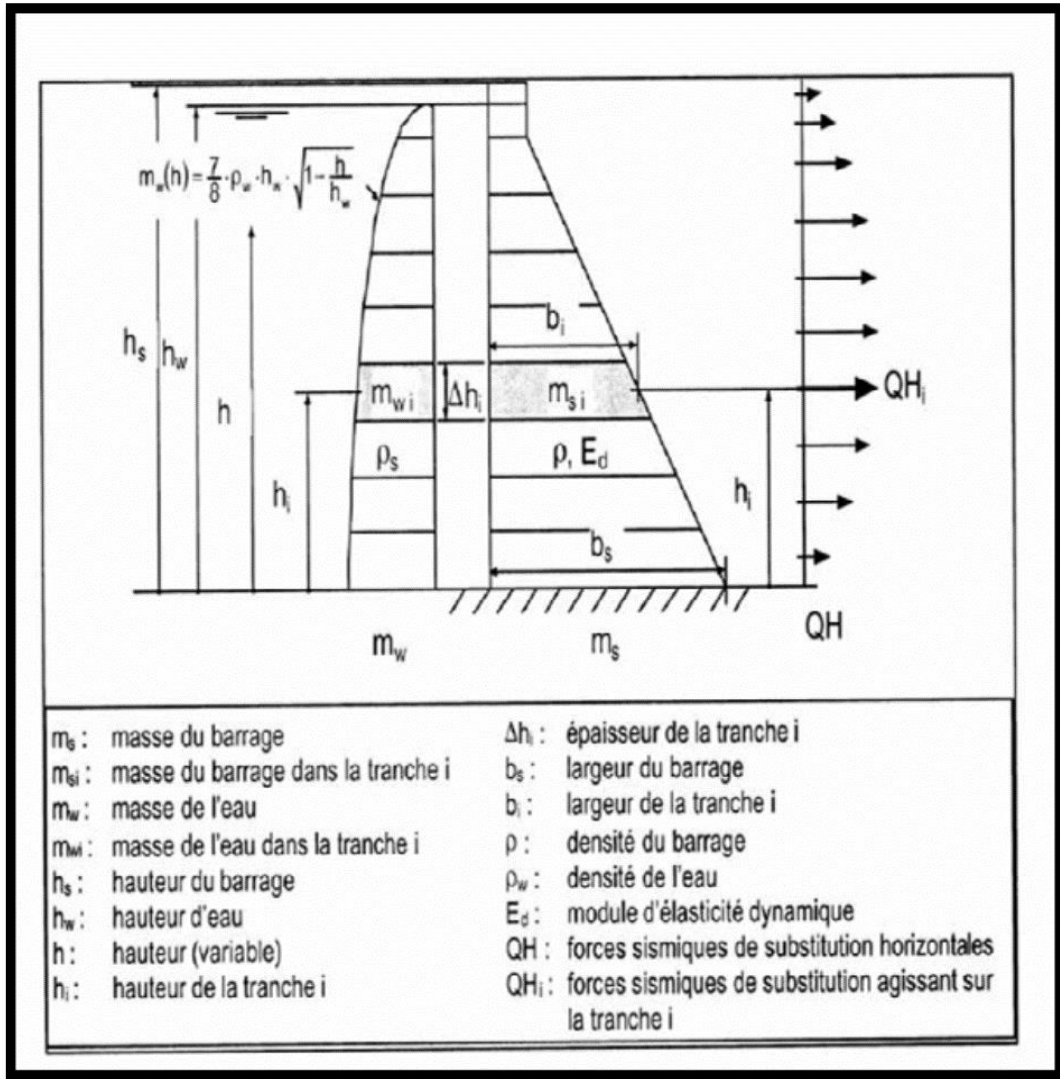 m_w(h) = 7/8 · ρ_w · h_w · √(1 - h/h_w)
h_s h_w
h
h_i
m_wi
Δh_i
m_si
b_i
ρ_s
ρ, E_d
b_s
h_i
QH_i
QH
m_w
m_s
m_s : masse du barrage
m_si : masse du barrage dans la tranche i
m_w : masse de l'eau
m_wi : masse de l'eau dans la tranche i
h_s : hauteur du barrage
h_w : hauteur d'eau
h : hauteur (variable)
h_i : hauteur de la tranche i
Δh_i : épaisseur de la tranche i
b_s : largeur du barrage
b_i : largeur de la tranche i
ρ : densité du barrage
ρ_w : densité de l'eau
E_d : module d'élasticité dynamique
QH : forces sismiques de substitution horizontales
QH_i : forces sismiques de substitution agissant sur
la tranche i